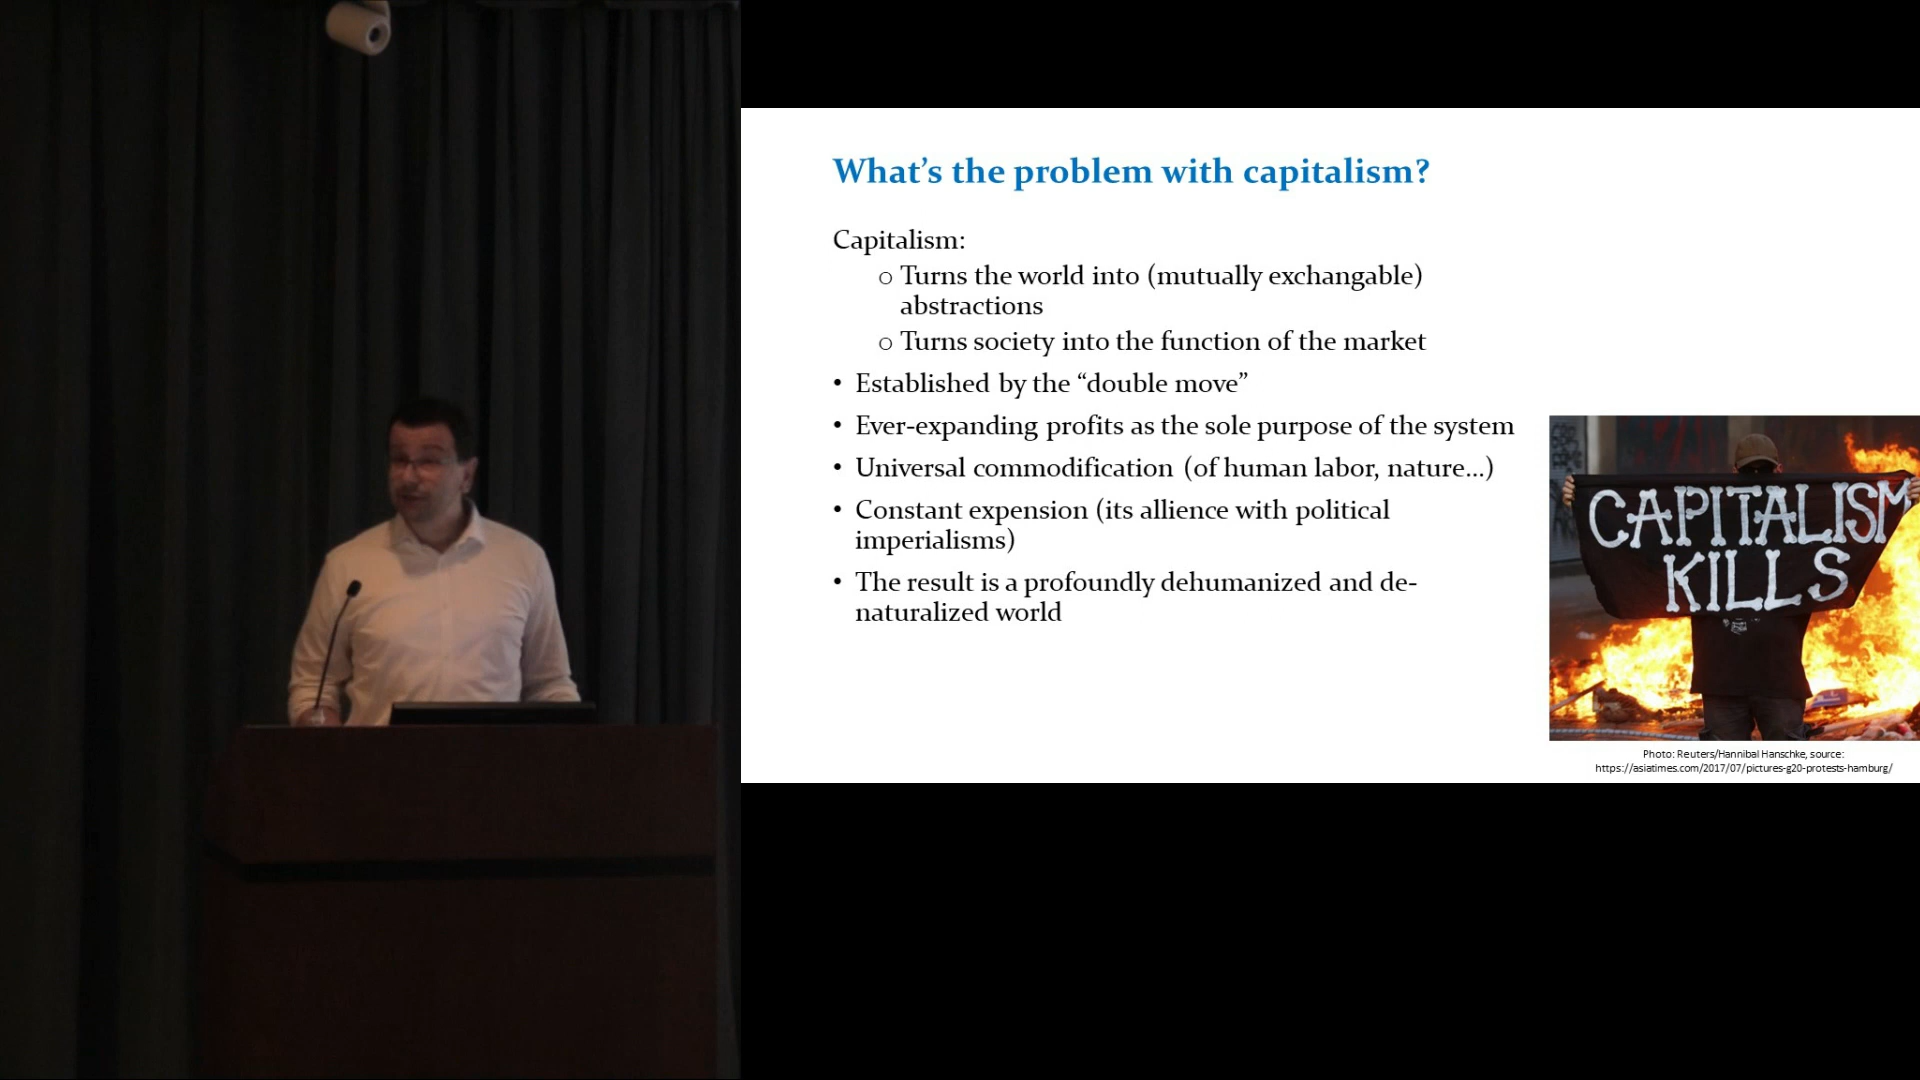 What’s the problem with capitalism?
Capitalism:
○ Turns the world into (mutually exchangable)
abstractions
○ Turns society into the function of the market
• Established by the “double move”
• Ever-expanding profits as the sole purpose of the system
• Universal commodification (of human labor, nature...)
• Constant expension (its allience with political
imperialisms)
• The result is a profoundly dehumanized and de-
naturalized world
CAPITALISM
KILLS
Photo: Reuters/Hannibal Hanschke, source:
https://asiatimes.com/2017/07/pictures-g20-protests-hamburg/